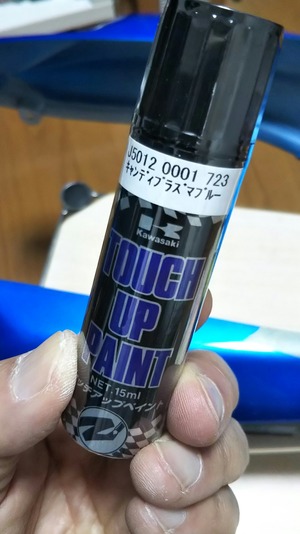 J5012 0001 723
キャンディプラズマブルー
Kawasaki
TOUCH
UP
PAINT
NET.15ml
タッチアップペイント